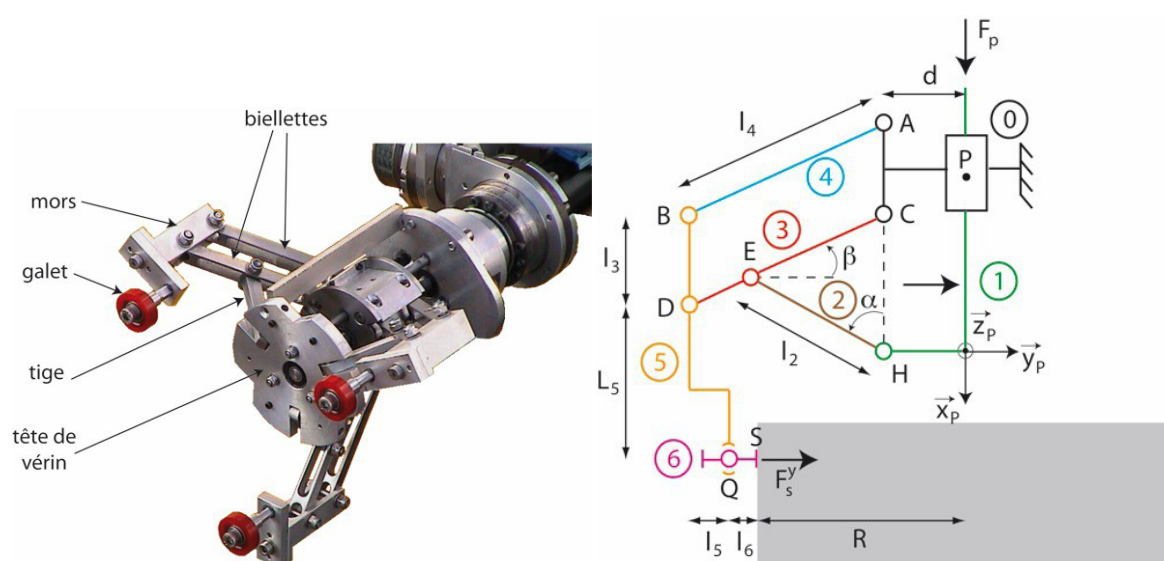 biellettes
mors
galet
tige
tête de
vérin
F_p
d
l_4
A
0
P
4
B
C
3
E
β
l_3
1
2
α
D
z_P
l_2
y_P
H
5
L_5
x_P
S
6
F_s^y
Q
l_5
l_6
R